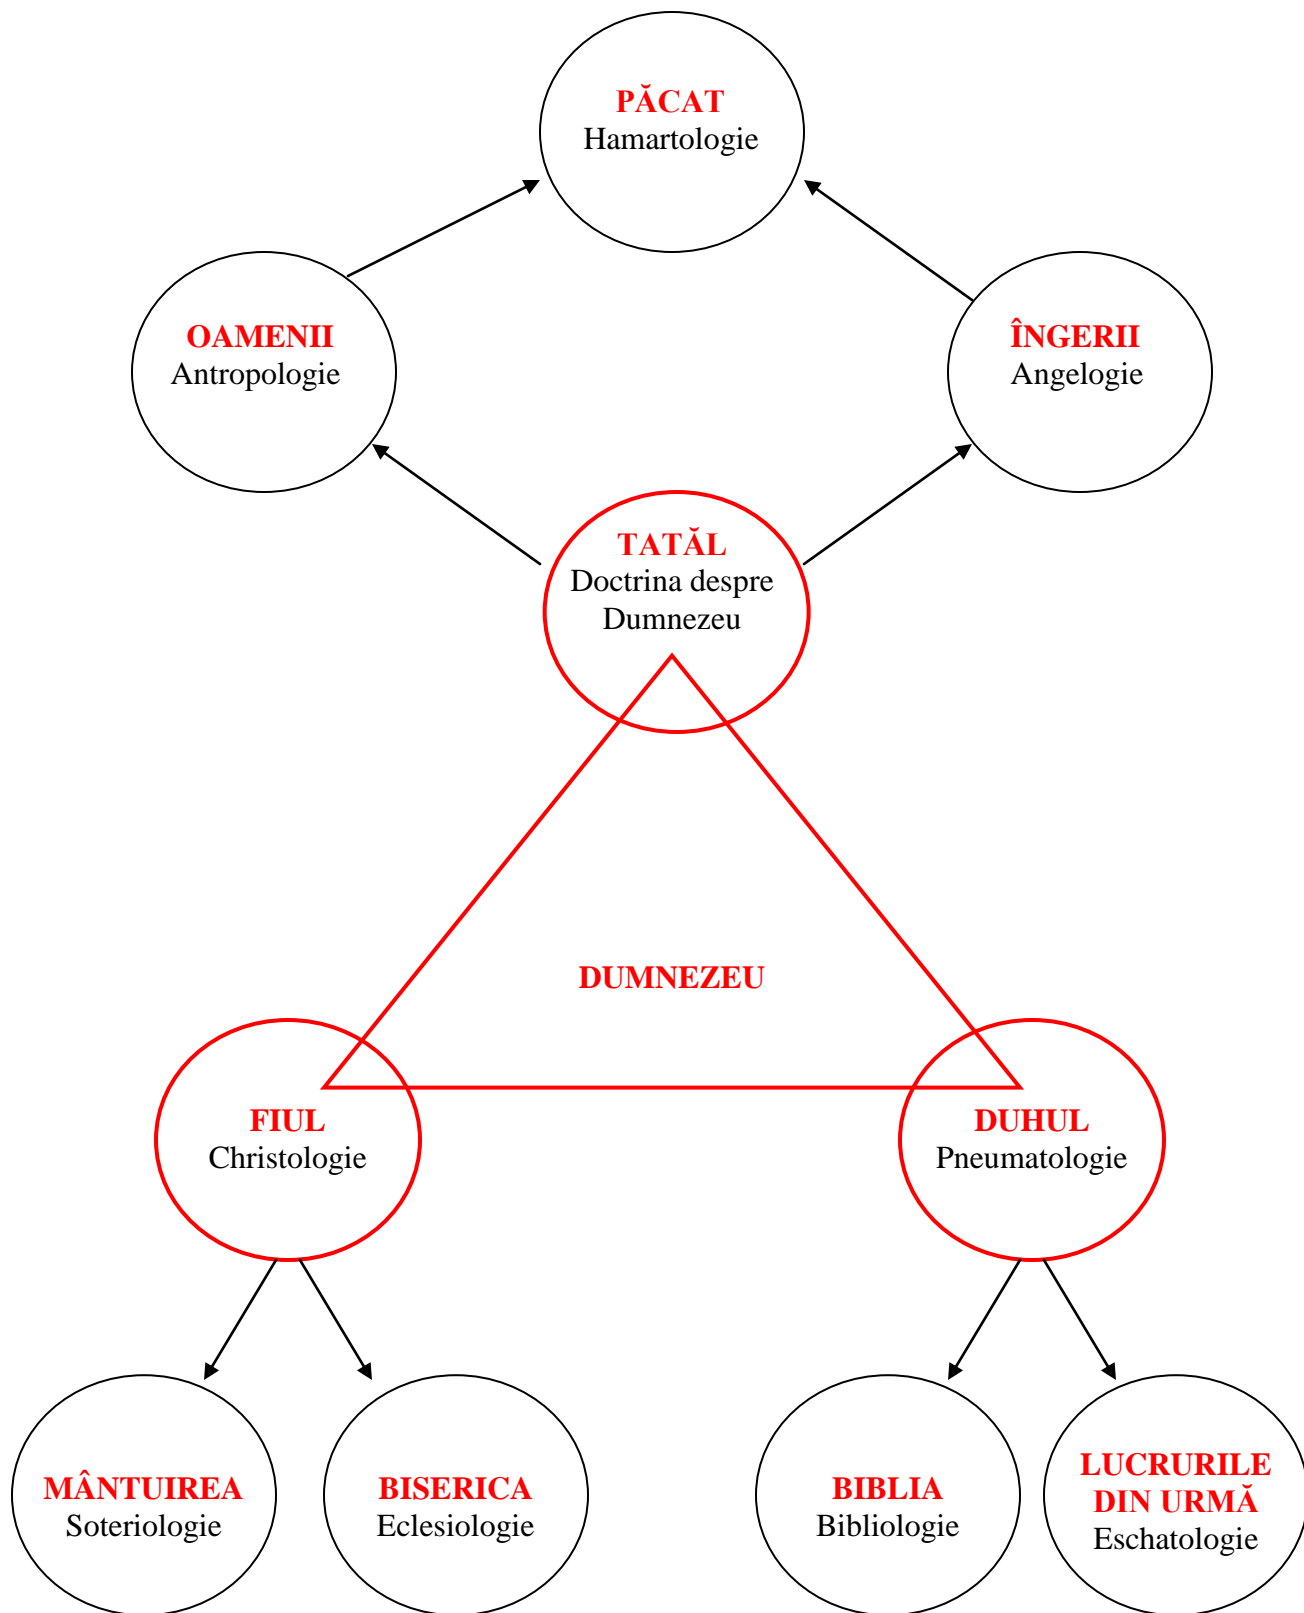 PĂCAT
Hamartologie
OAMENII
Antropologie
ÎNGERII
Angelogie
TATĂL
Doctrina despre
Dumnezeu
DUMNEZEU
FIUL
Christologie
DUHUL
Pneumatologie
MÂNTUIREA
Soteriologie
BISERICA
Eclesiologie
BIBLIA
Bibliologie
LUCRURILE
DIN URMĂ
Eschatologie